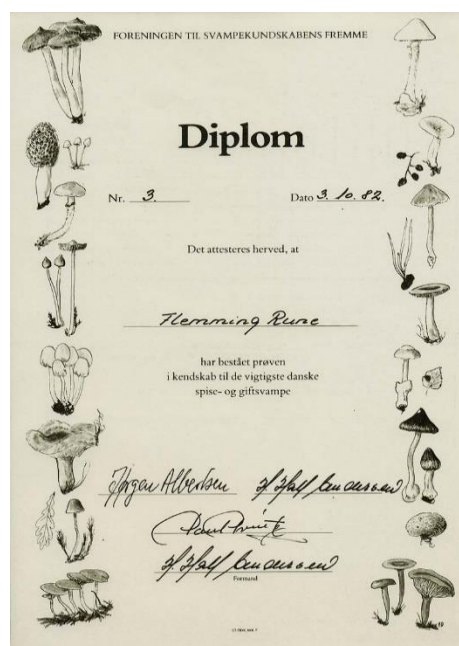 FORENINGEN TIL SVAMPEKUNDSKABENS FREMME
Diplom
Nr. 3. Dato 3. 10. 82.
Det attesteres herved, at
Flemming Rune
har bestået prøven
i kendskab til de vigtigste danske
spise- og giftsvampe
Jørgen Albertsen
Formand